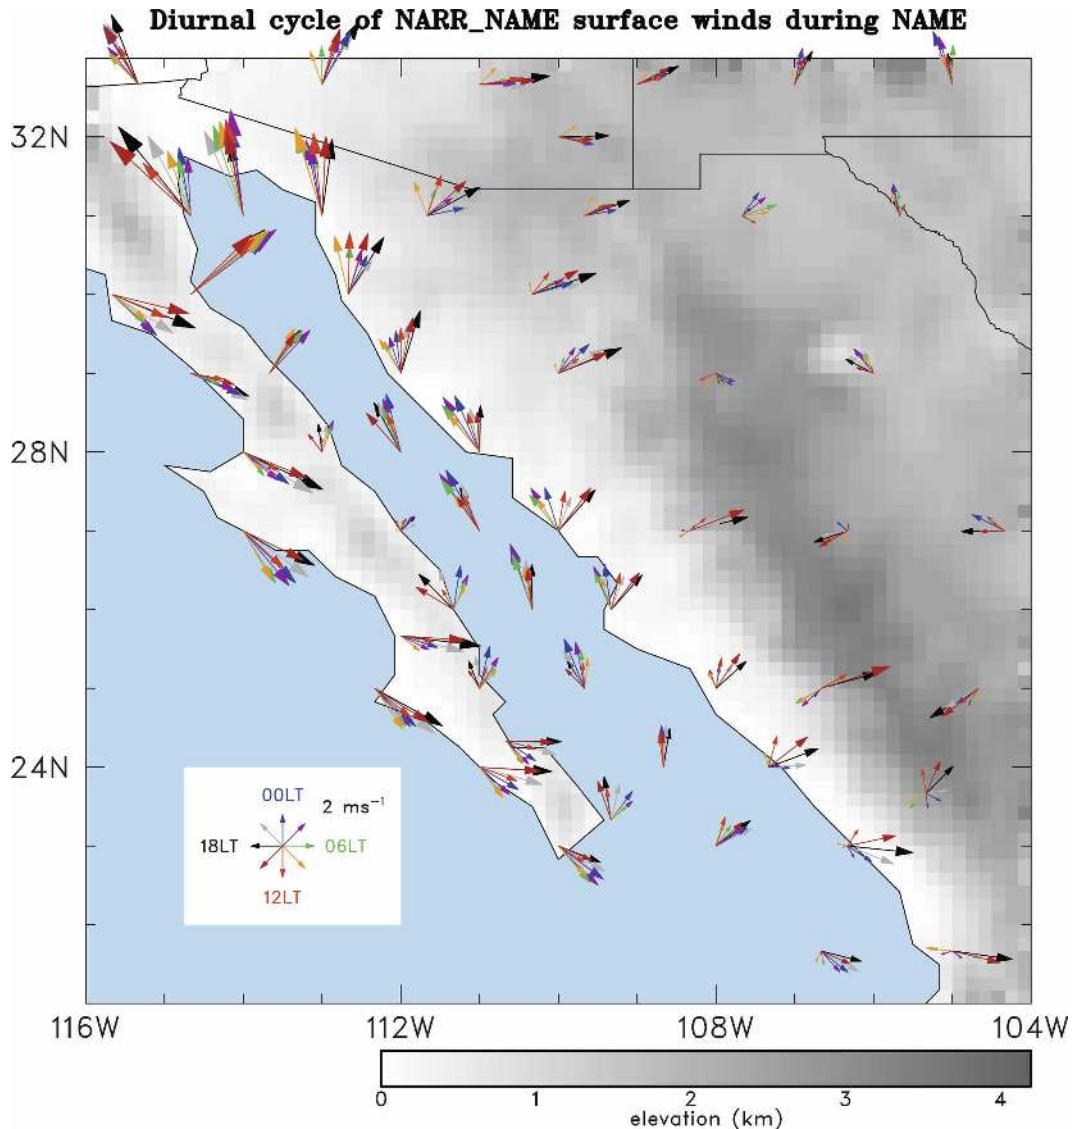 Diurnal cycle of NARR_NAME surface winds during NAME
32N
28N
24N
00LT
2 ms⁻¹
18LT
06LT
12LT
116W
112W
108W
104W
0
1
2
3
4
elevation (km)